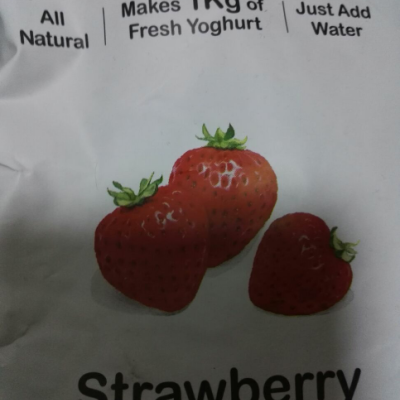 All
Natural
Makes 1Kg of
Fresh Yoghurt
Just Add
Water
Strawberry